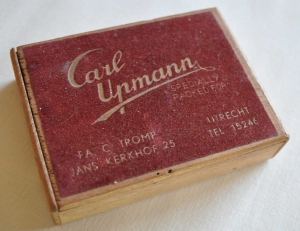 Carl
Upmann
SPECIALLY
PACKED FOR
FA. C. TROMP
JANS KERKHOF 25
UTRECHT
TEL 15246